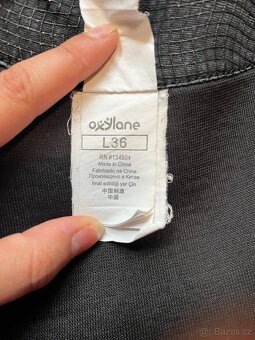 oxylane
L36
RN #134604
Made in China
Fabricado na China
Произведено в Китае
İmal edildiği yer Çin
中国制造
中國
Bazos.cz